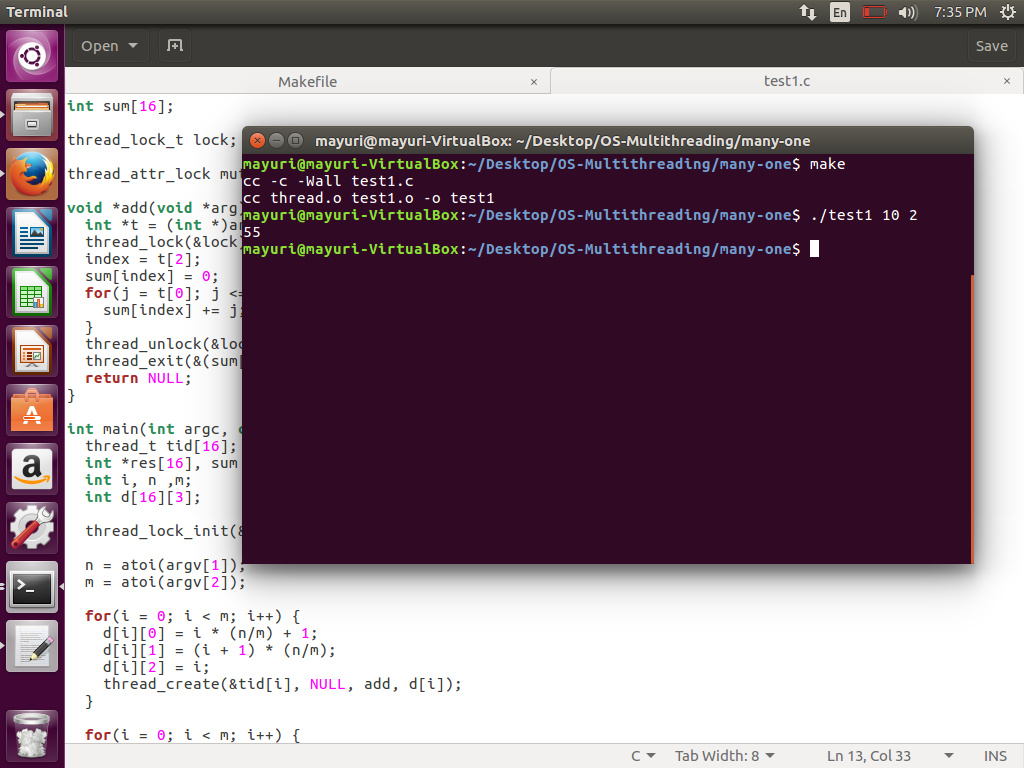 Terminal
En
7:35 PM
Open
Save
Makefile
test1.c
int sum[16];
thread_lock_t lock;
thread_attr_lock mu
void *add(void *arg
int *t = (int *)ar
thread_lock(&lock
index = t[2];
sum[index] = 0;
for(j = t[0]; j <=
sum[index] += j;
}
thread_unlock(&loc
thread_exit(&(sum[
return NULL;
}
int main(int argc, c
thread_t tid[16];
int *res[16], sum
int i, n ,m;
int d[16][3];
thread_lock_init(&
n = atoi(argv[1]);
m = atoi(argv[2]);
for(i = 0; i < m; i++) {
d[i][0] = i * (n/m) + 1;
d[i][1] = (i + 1) * (n/m);
d[i][2] = i;
thread_create(&tid[i], NULL, add, d[i]);
}
for(i = 0; i < m; i++) {
mayuri@mayuri-VirtualBox: ~/Desktop/OS-Multithreading/many-one
mayuri@mayuri-VirtualBox:~/Desktop/OS-Multithreading/many-one$ make
cc -c -Wall test1.c
cc thread.o test1.o -o test1
mayuri@mayuri-VirtualBox:~/Desktop/OS-Multithreading/many-one$ ./test1 10 2
55
mayuri@mayuri-VirtualBox:~/Desktop/OS-Multithreading/many-one$
C
Tab Width: 8
Ln 13, Col 33
INS